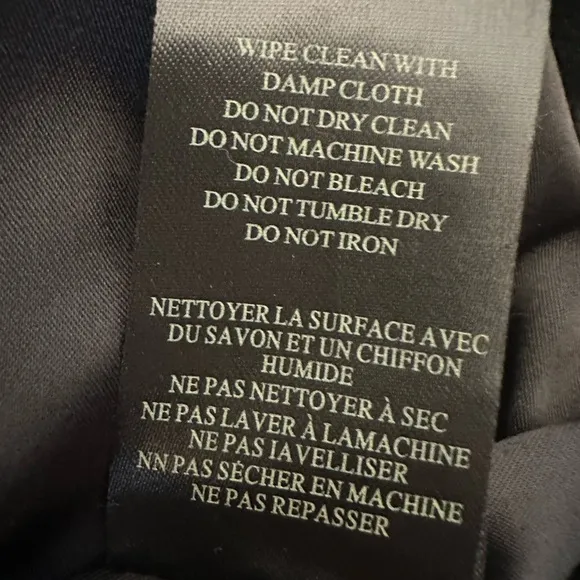 WIPE CLEAN WITH
DAMP CLOTH
DO NOT DRY CLEAN
DO NOT MACHINE WASH
DO NOT BLEACH
DO NOT TUMBLE DRY
DO NOT IRON
NETTOYER LA SURFACE AVEC
DU SAVON ET UN CHIFFON
HUMIDE
NE PAS NETTOYER À SEC
NE PAS LAVER À LAMACHINE
NE PAS IAVELLISER
NN PAS SÉCHER EN MACHINE
NE PAS REPASSER